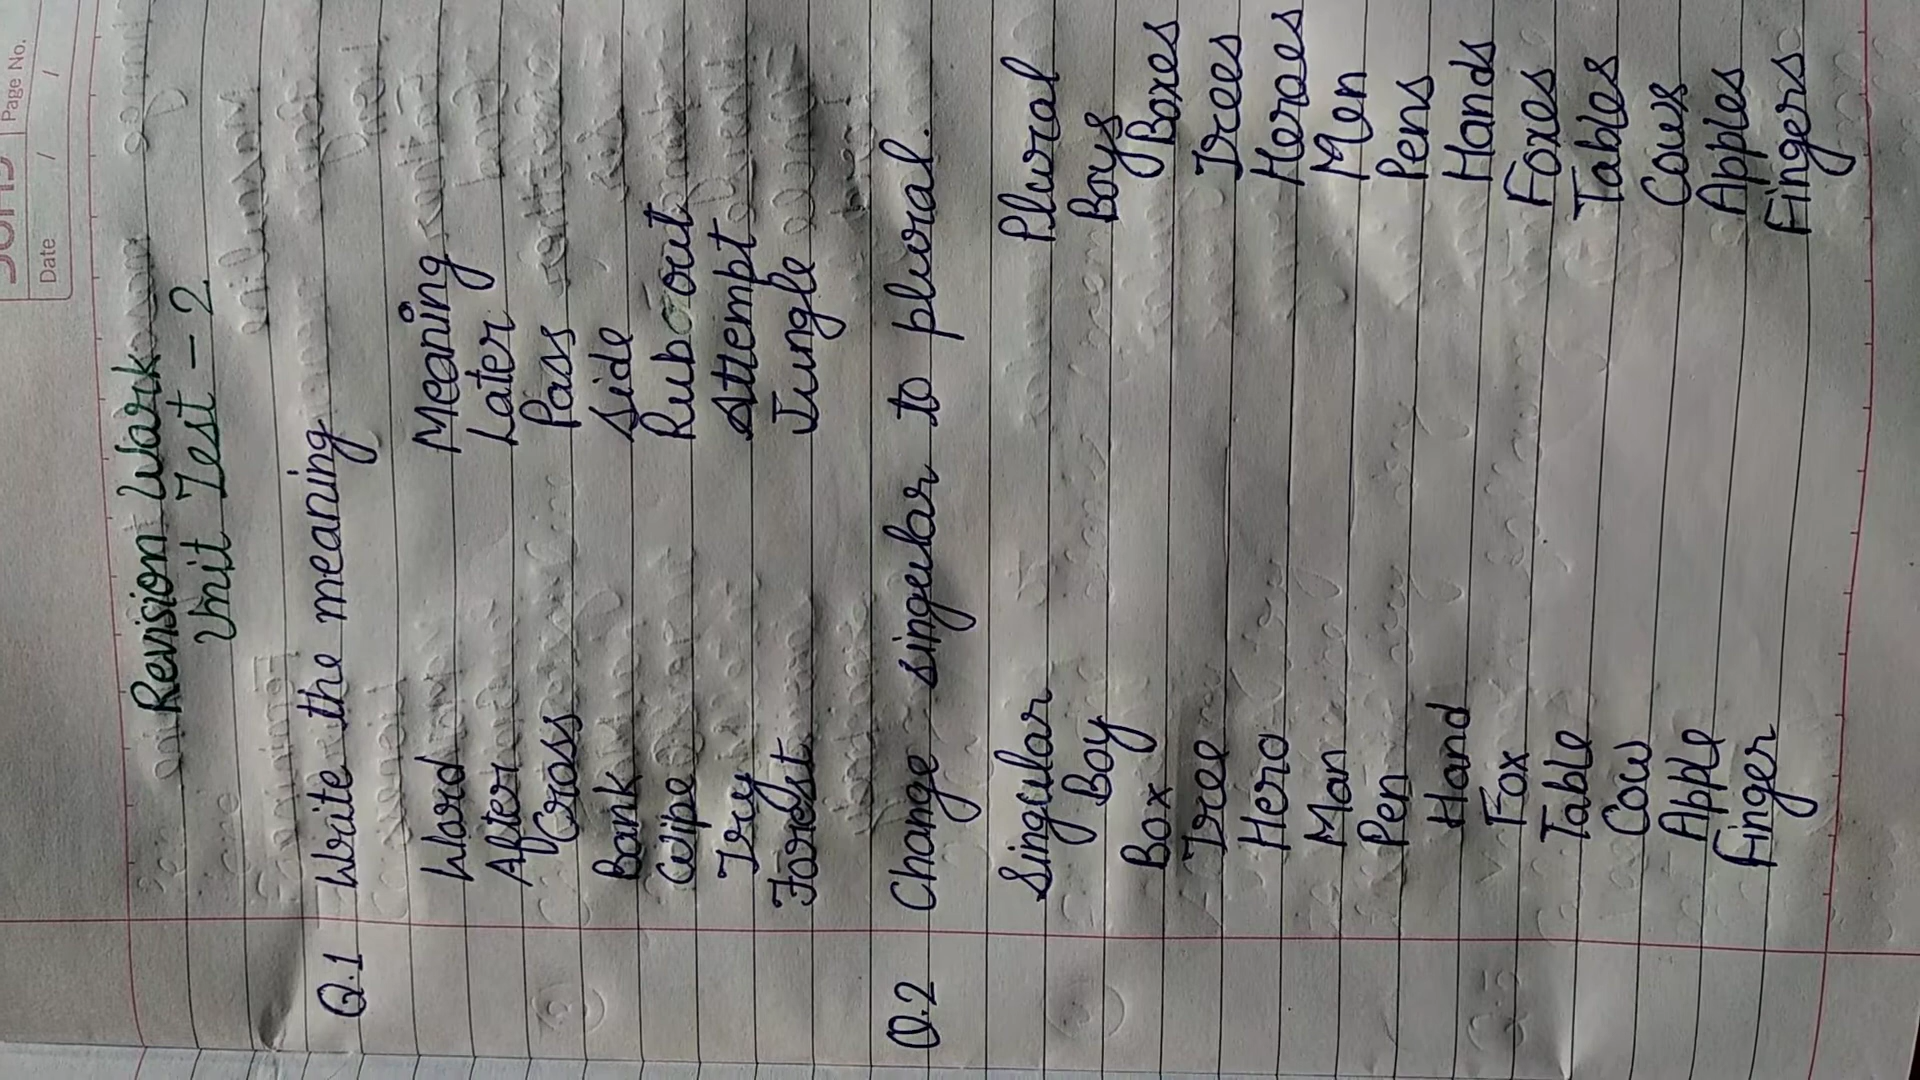 Page No.
Date / /
Revision Work
Unit Test - 2
Q.1 Write the meaning
Word Meaning
After Later
Cross Pass
Bank Side
Wipe Rub out
Try Attempt
Forest Jungle
Q.2 Change singular to plural.
Singular Plural
Boy Boys
Box Boxes
Tree Trees
Hero Heroes
Man Men
Pen Pens
Hand Hands
Fox Foxes
Table Tables
Cow Cows
Apple Apples
Finger Fingers